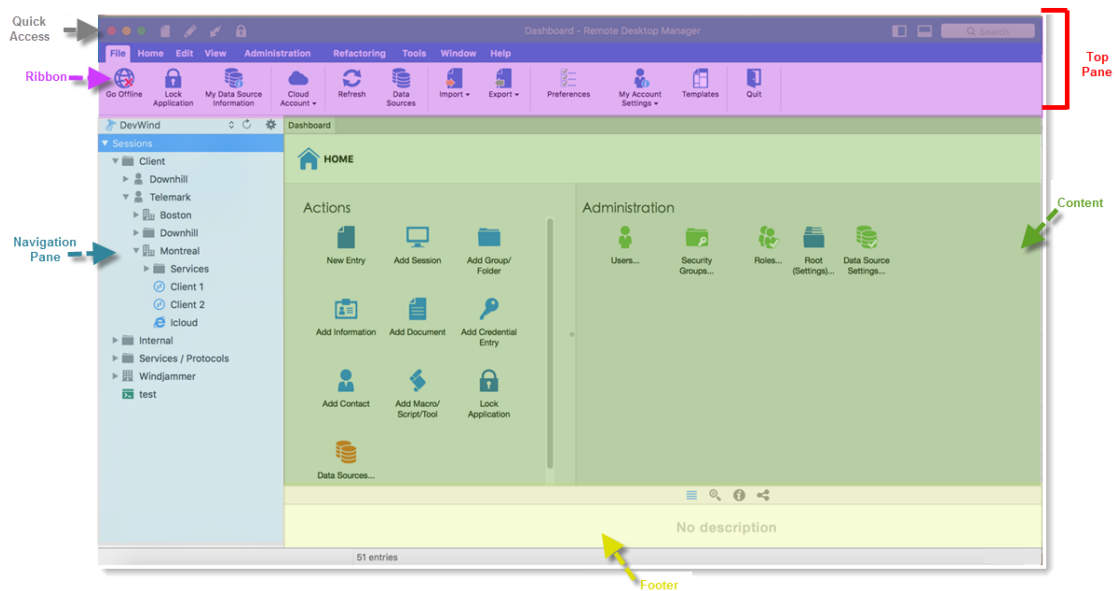 Quick
Access
Dashboard - Remote Desktop Manager
Search
File Home Edit View Administration Refactoring Tools Window Help
Ribbon
Top
Pane
Go Offline
Lock
Application
My Data Source
Information
Cloud
Account
Refresh
Data
Sources
Import
Export
Preferences
My Account
Settings
Templates
Quit
DevWind
Dashboard
Sessions
Client
Downhill
Telemark
Boston
Downhill
Montreal
Services
Client 1
Client 2
Icloud
Internal
Services / Protocols
Windjammer
test
Navigation
Pane
HOME
Actions
New Entry
Add Session
Add Group/
Folder
Add Information
Add Document
Add Credential
Entry
Add Contact
Add Macro/
Script/Tool
Lock
Application
Data Sources...
Administration
Users...
Security
Groups...
Roles...
Root
(Settings)...
Data Source
Settings...
Content
No description
51 entries
Footer